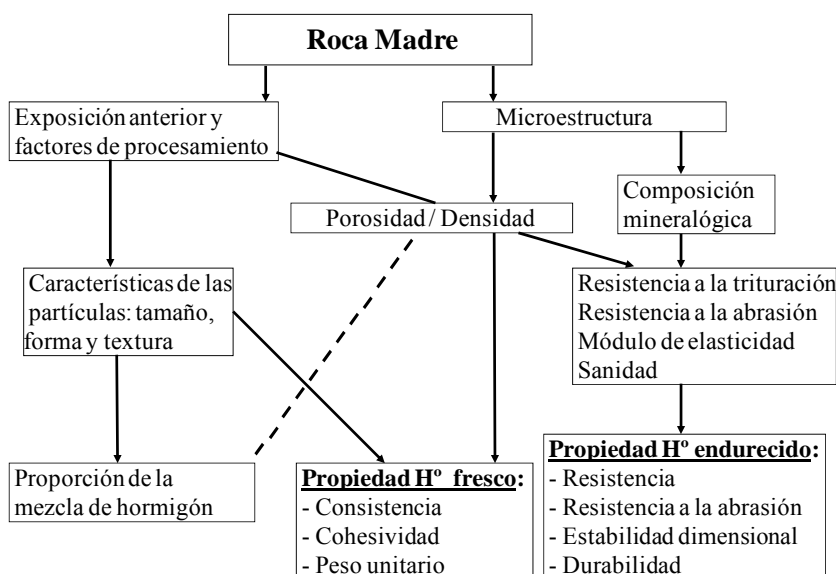 Roca Madre
Exposición anterior y
factores de procesamiento
Microestructura
Composición
mineralógica
Porosidad / Densidad
Características de las
partículas: tamaño,
forma y textura
Resistencia a la trituración
Resistencia a la abrasión
Módulo de elasticidad
Sanidad
Proporción de la
mezcla de hormigón
Propiedad Hº fresco:
- Consistencia
- Cohesividad
- Peso unitario
Propiedad Hº endurecido:
- Resistencia
- Resistencia a la abrasión
- Estabilidad dimensional
- Durabilidad